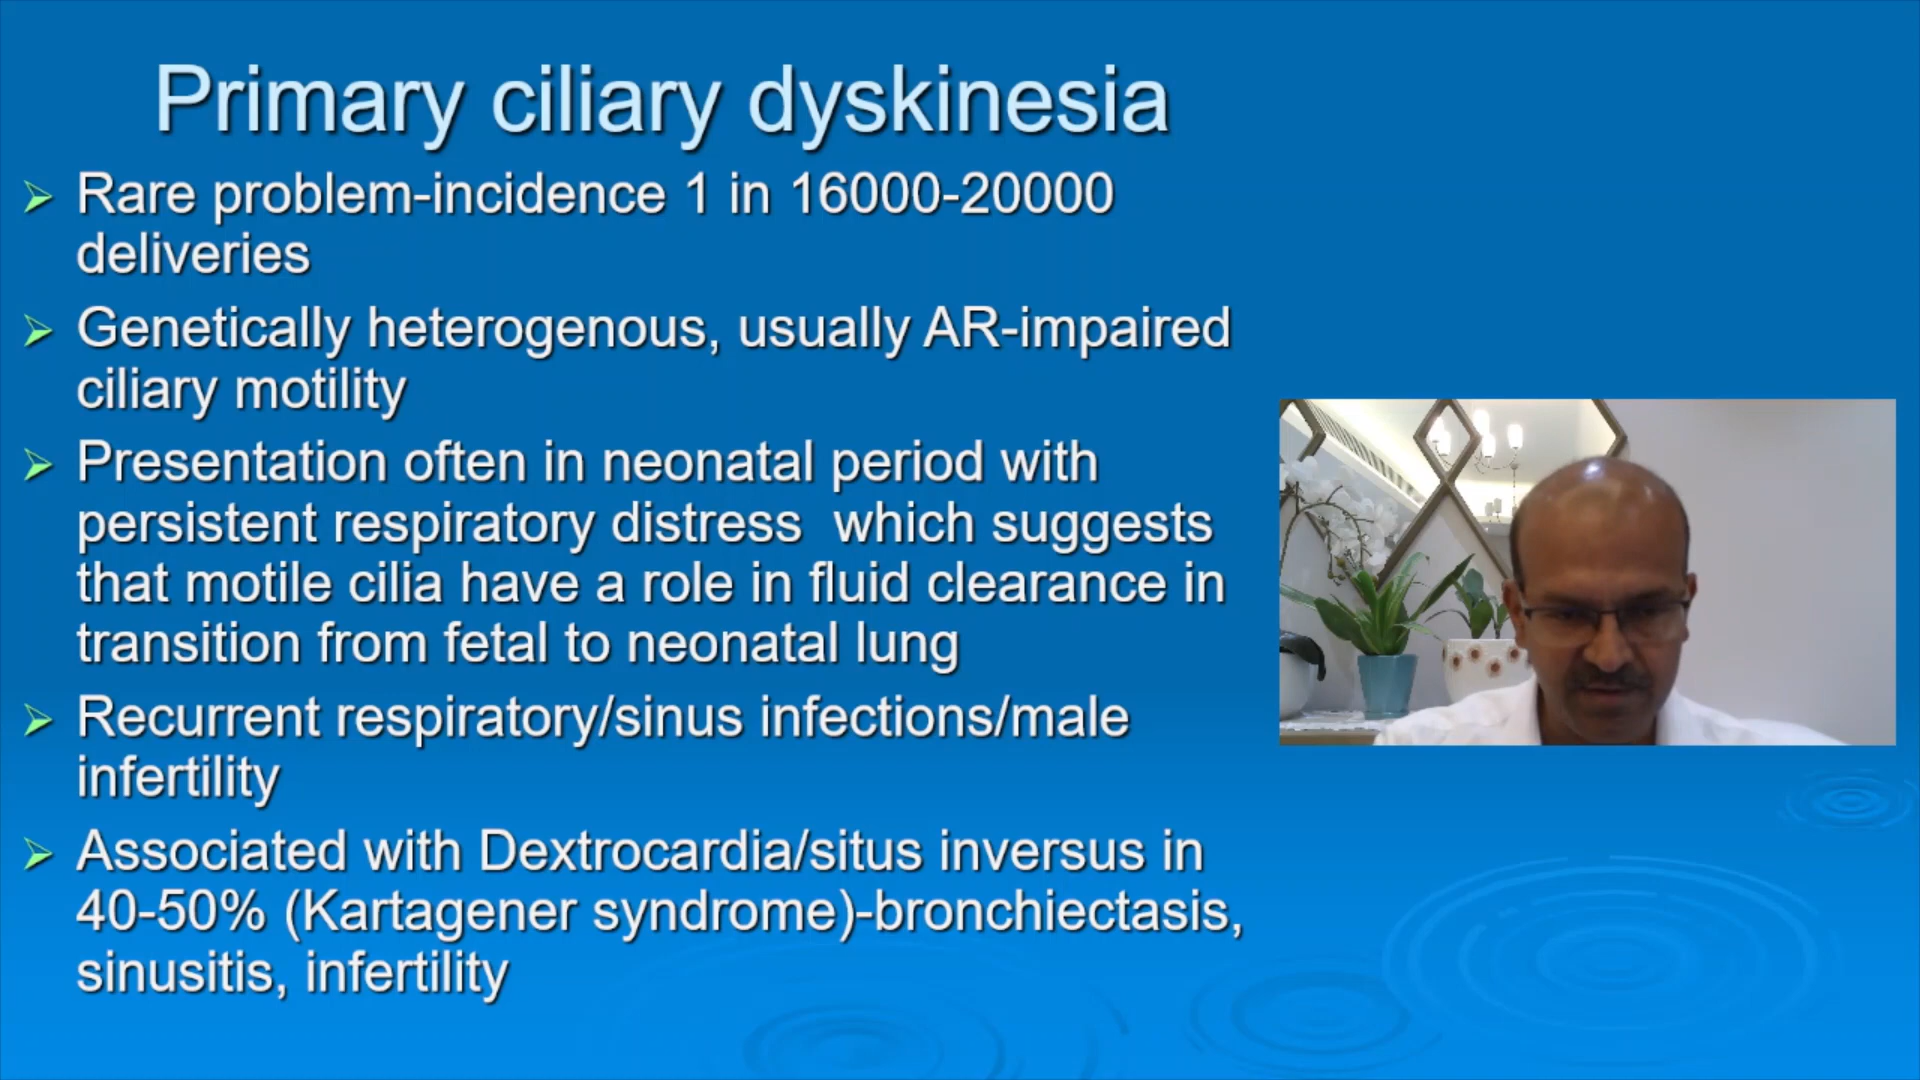 Primary ciliary dyskinesia
Rare problem-incidence 1 in 16000-20000
deliveries
Genetically heterogenous, usually AR-impaired
ciliary motility
Presentation often in neonatal period with
persistent respiratory distress  which suggests
that motile cilia have a role in fluid clearance in
transition from fetal to neonatal lung
Recurrent respiratory/sinus infections/male
infertility
Associated with Dextrocardia/situs inversus in
40-50% (Kartagener syndrome)-bronchiectasis,
sinusitis, infertility